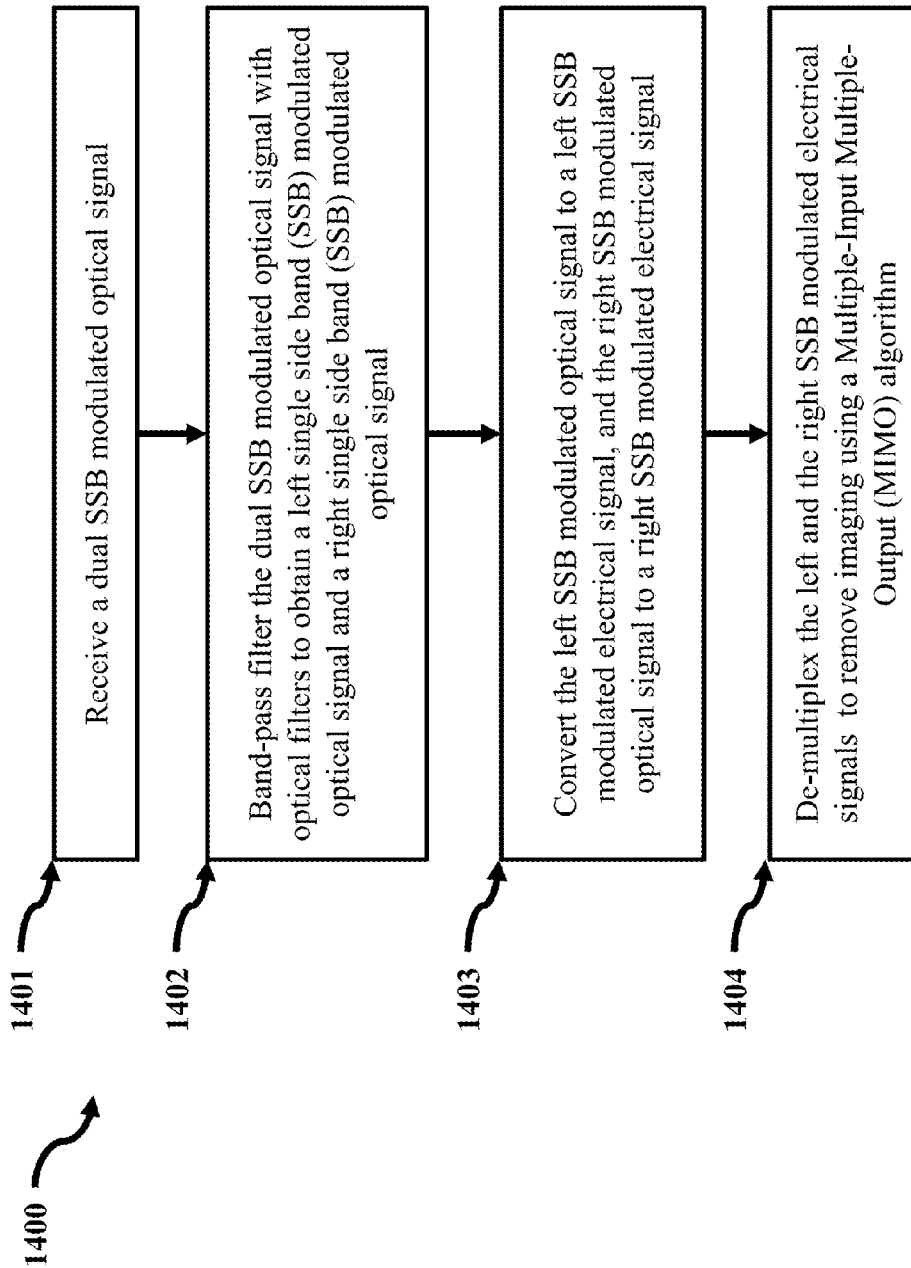 1400
1401
Receive a dual SSB modulated optical signal
1402
Band-pass filter the dual SSB modulated optical signal with
optical filters to obtain a left single side band (SSB) modulated
optical signal and a right single side band (SSB) modulated
optical signal
1403
Convert the left SSB modulated optical signal to a left SSB
modulated electrical signal, and the right SSB modulated
optical signal to a right SSB modulated electrical signal
1404
De-multiplex the left and the right SSB modulated electrical
signals to remove imaging using a Multiple-Input Multiple-
Output (MIMO) algorithm